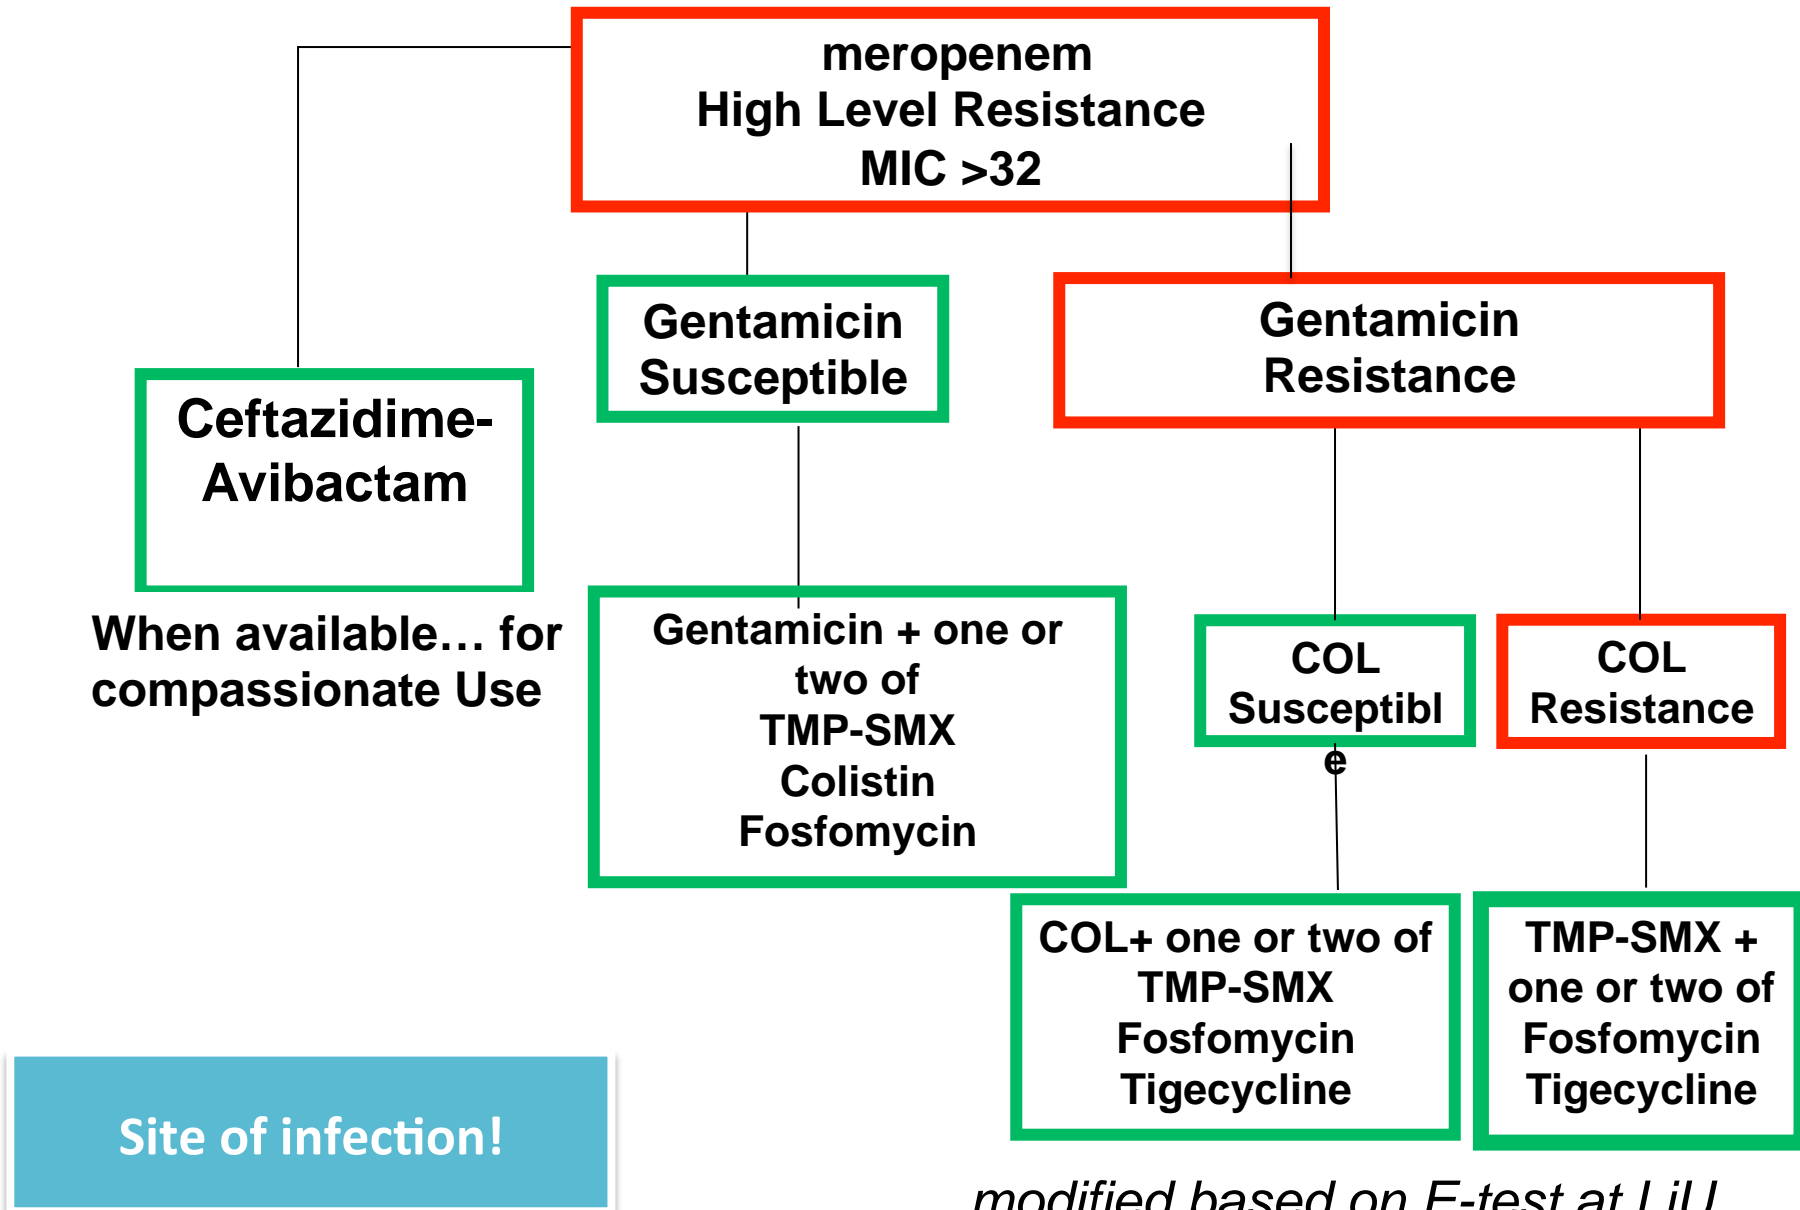 meropenem
High Level Resistance
MIC >32
Gentamicin
Susceptible
Gentamicin
Resistance
Ceftazidime-
Avibactam
When available... for
compassionate Use
Gentamicin + one or
two of
TMP-SMX
Colistin
Fosfomycin
COL
Susceptibl
e
COL
Resistance
COL+ one or two of
TMP-SMX
Fosfomycin
Tigecycline
TMP-SMX +
one or two of
Fosfomycin
Tigecycline
Site of infection!
modified based on E-test at LiU